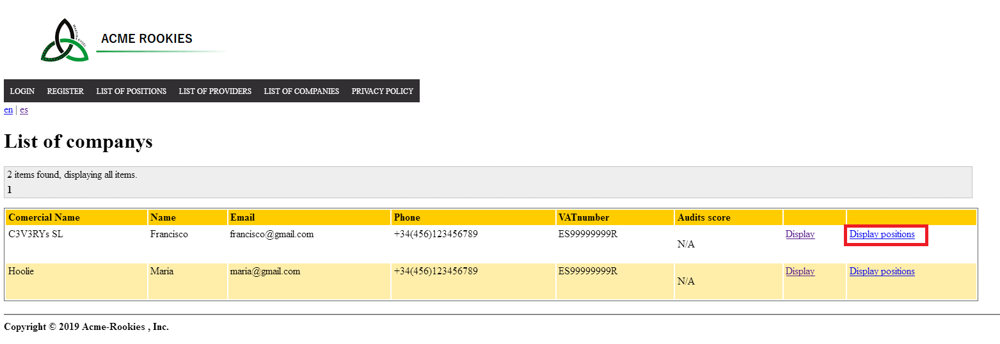 MARTIN KYSEL
ACME ROOKIES
LOGIN REGISTER LIST OF POSITIONS LIST OF PROVIDERS LIST OF COMPANIES PRIVACY POLICY
en | es
List of companys
2 items found, displaying all items.
1
Comercial Name Name Email Phone VATnumber Audits score
C3V3RYs SL Francisco francisco@gmail.com +34(456)123456789 ES99999999R N/A Display Display positions
Hoolie Maria maria@gmail.com +34(456)123456789 ES99999999R N/A Display Display positions
Copyright © 2019 Acme-Rookies , Inc.